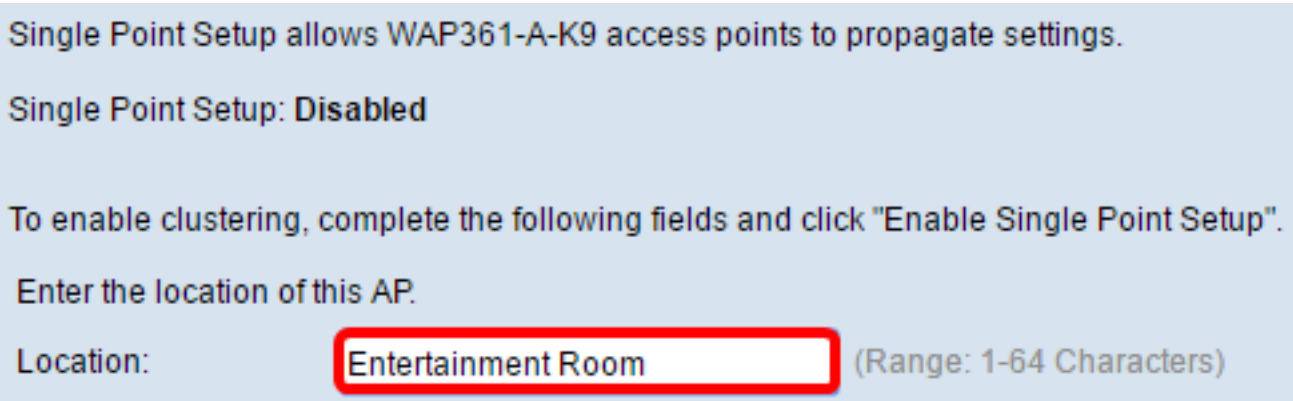 Single Point Setup allows WAP361-A-K9 access points to propagate settings.
Single Point Setup: Disabled
To enable clustering, complete the following fields and click "Enable Single Point Setup".
Enter the location of this AP.
Location: Entertainment Room (Range: 1-64 Characters)